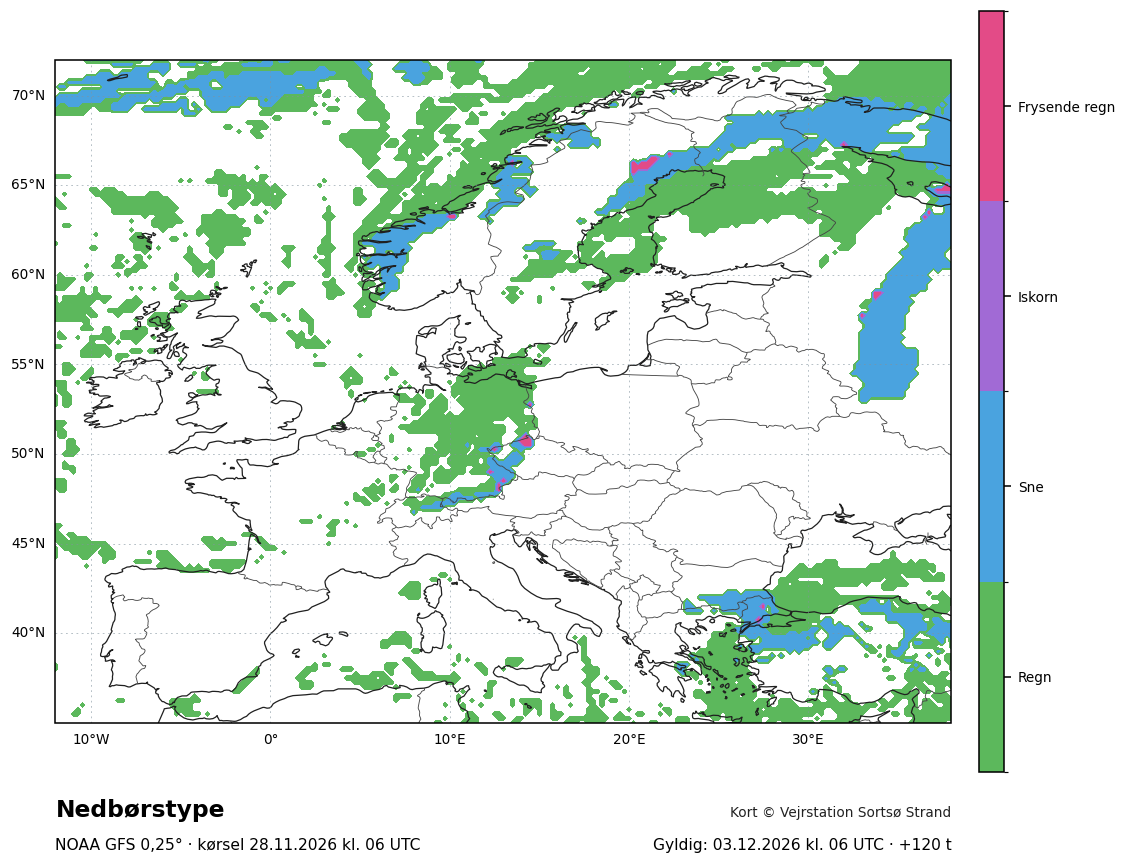 70°N
65°N
60°N
55°N
50°N
45°N
40°N
10°W
0°
10°E
20°E
30°E
Frysende regn
Iskorn
Sne
Regn
Nedbørstype
Kort © Vejrstation Sortsø Strand
NOAA GFS 0,25° · kørsel 28.11.2026 kl. 06 UTC
Gyldig: 03.12.2026 kl. 06 UTC · +120 t